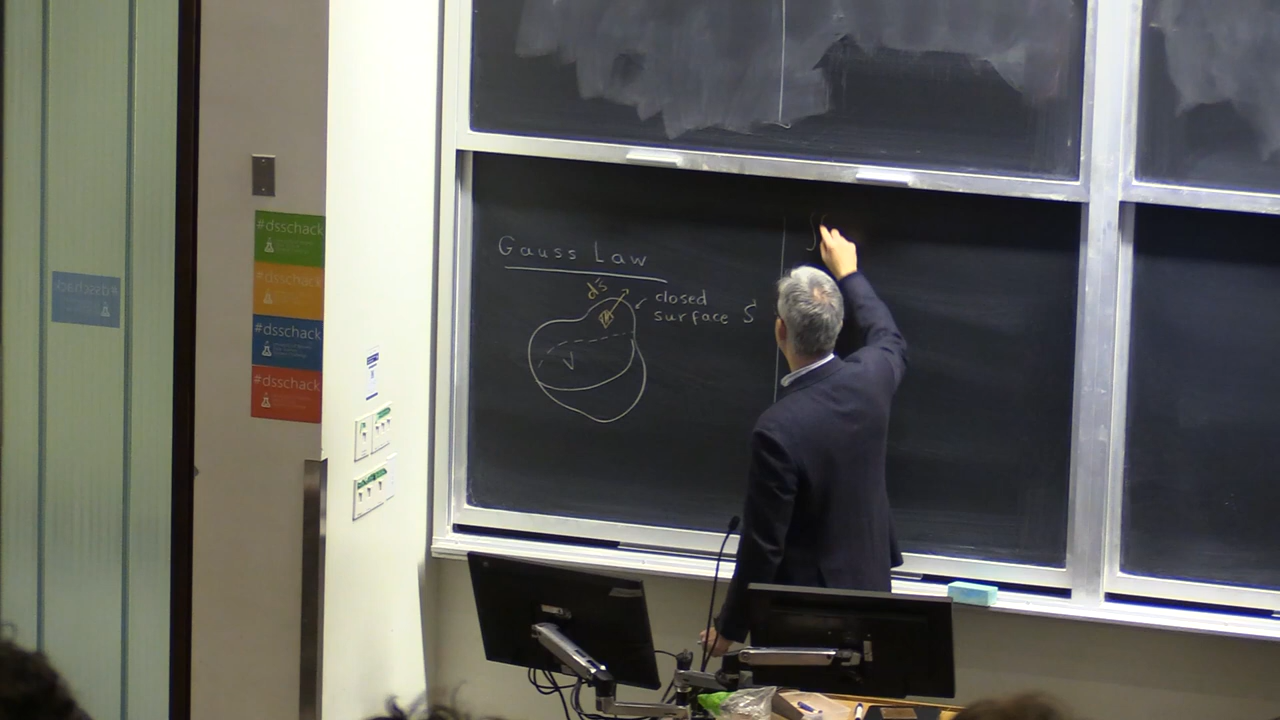 #dsschack
#dsschack
#dsschack
#dsschack
Gauss Law
dS
closed
surface S
V
∫